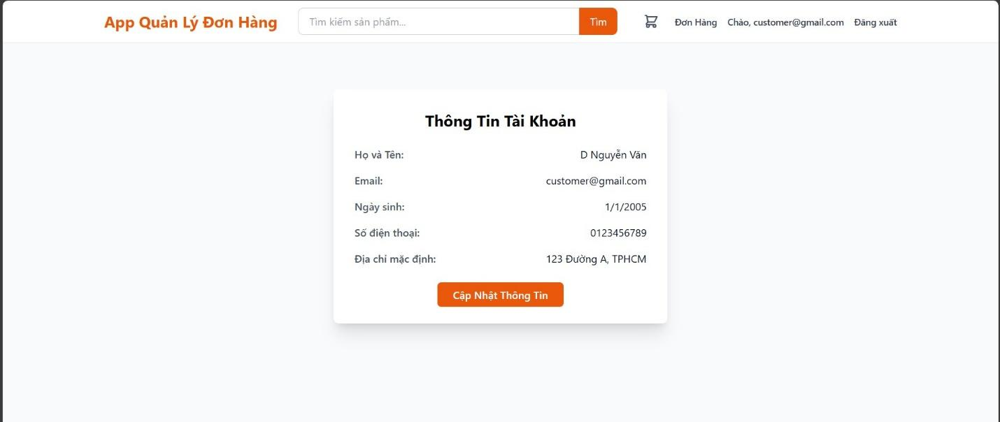 App Quản Lý Đơn Hàng Tìm kiếm sản phẩm... Tìm Đơn Hàng Chào, customer@gmail.com Đăng xuất
Thông Tin Tài Khoản
Họ và Tên: D Nguyễn Văn
Email: customer@gmail.com
Ngày sinh: 1/1/2005
Số điện thoại: 0123456789
Địa chỉ mặc định: 123 Đường A, TPHCM
Cập Nhật Thông Tin